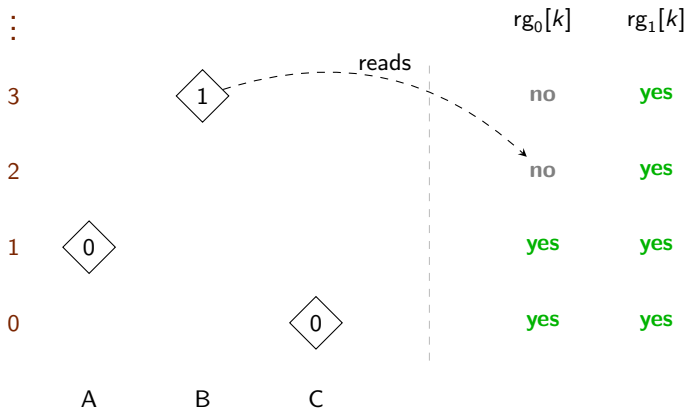 ⋮ rg₀[k] rg₁[k]
reads
3 1 no yes
2 no yes
1 0 yes yes
0 0 yes yes
A B C